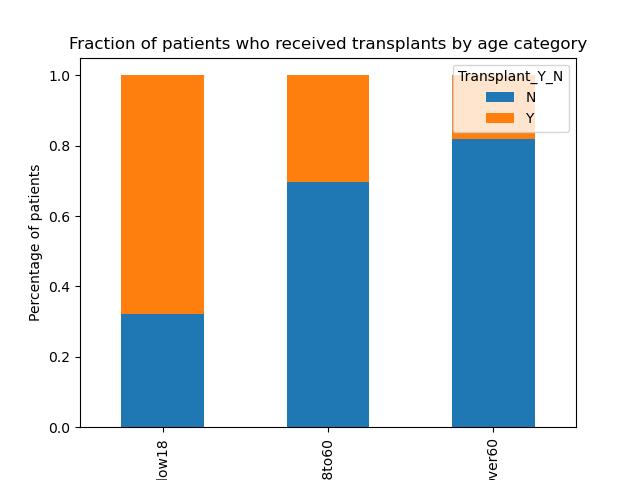 Fraction of patients who received transplants by age category
Transplant_Y_N
N
Y
Percentage of patients
1.0
0.8
0.6
0.4
0.2
0.0
low18
8to60
ver60